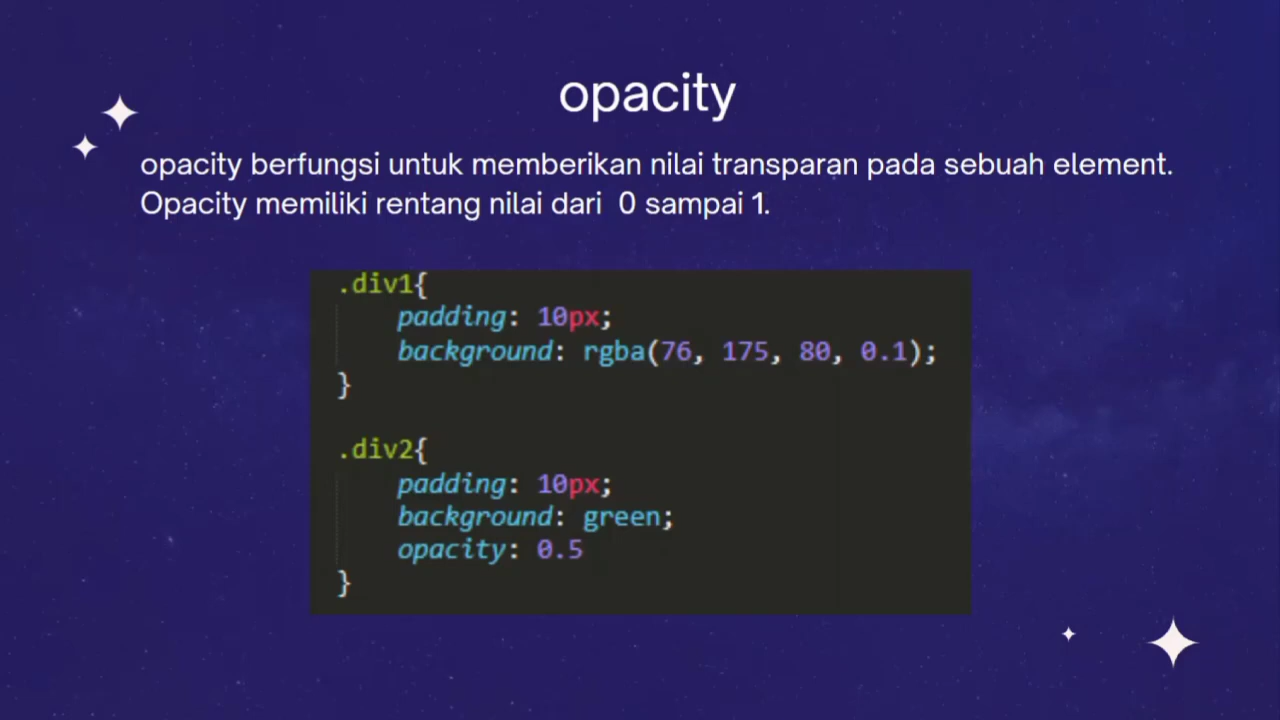 opacity
opacity berfungsi untuk memberikan nilai transparan pada sebuah element.
Opacity memiliki rentang nilai dari  0 sampai 1.
.div1{
    padding: 10px;
    background: rgba(76, 175, 80, 0.1);
}
.div2{
    padding: 10px;
    background: green;
    opacity: 0.5
}